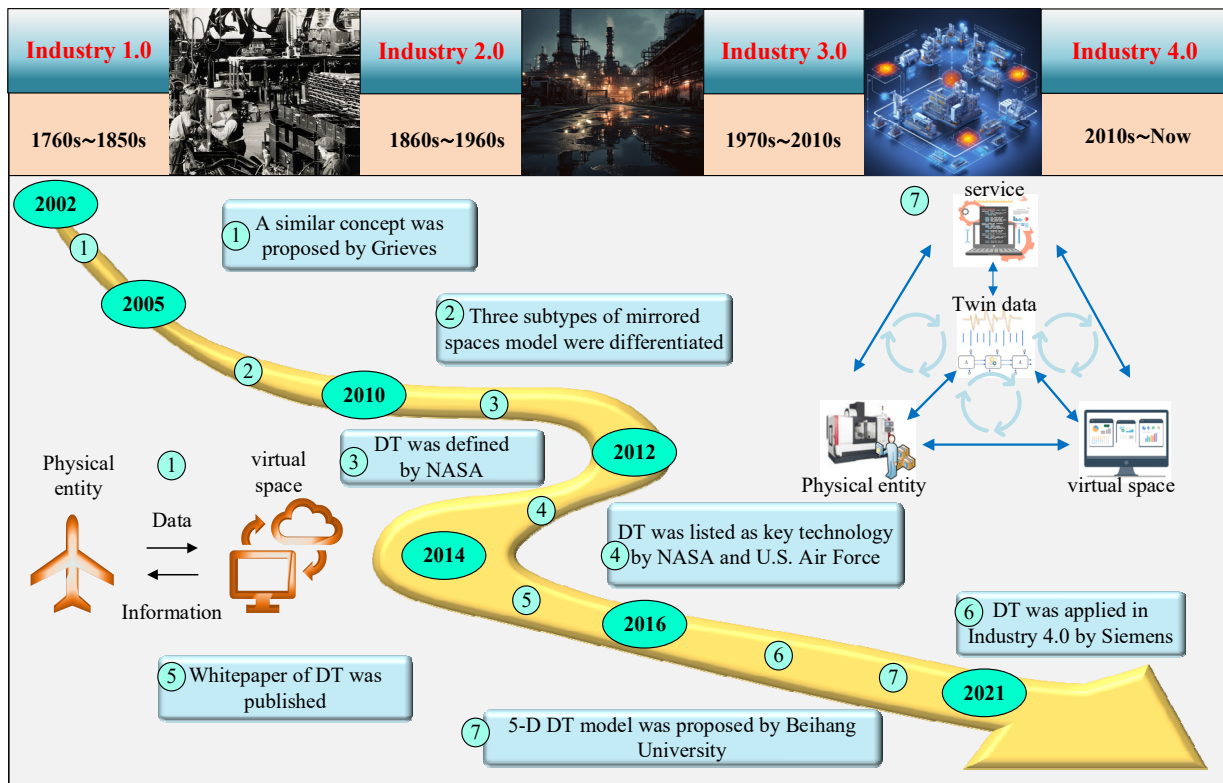 Industry 1.0
Industry 2.0
Industry 3.0
Industry 4.0
1760s~1850s
1860s~1960s
1970s~2010s
2010s~Now
2002
1
2005
1
A similar concept was
proposed by Grieves
2
Three subtypes of mirrored
spaces model were differentiated
7
service
Twin data
Physical entity
virtual space
2
2010
3
2012
3
DT was defined
by NASA
1
Physical
entity
virtual
space
Data
Information
4
2014
4
DT was listed as key technology
by NASA and U.S. Air Force
5
2016
6
7
2021
6
DT was applied in
Industry 4.0 by Siemens
5
Whitepaper of DT was
published
7
5-D DT model was proposed by Beihang
University